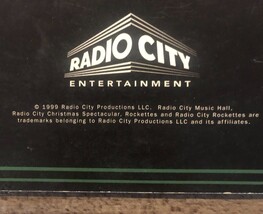 RADIO CITY
ENTERTAINMENT
© 1999 Radio City Productions LLC. Radio City Music Hall,
Radio City Christmas Spectacular, Rockettes and Radio City Rockettes are
trademarks belonging to Radio City Productions LLC and its affiliates.